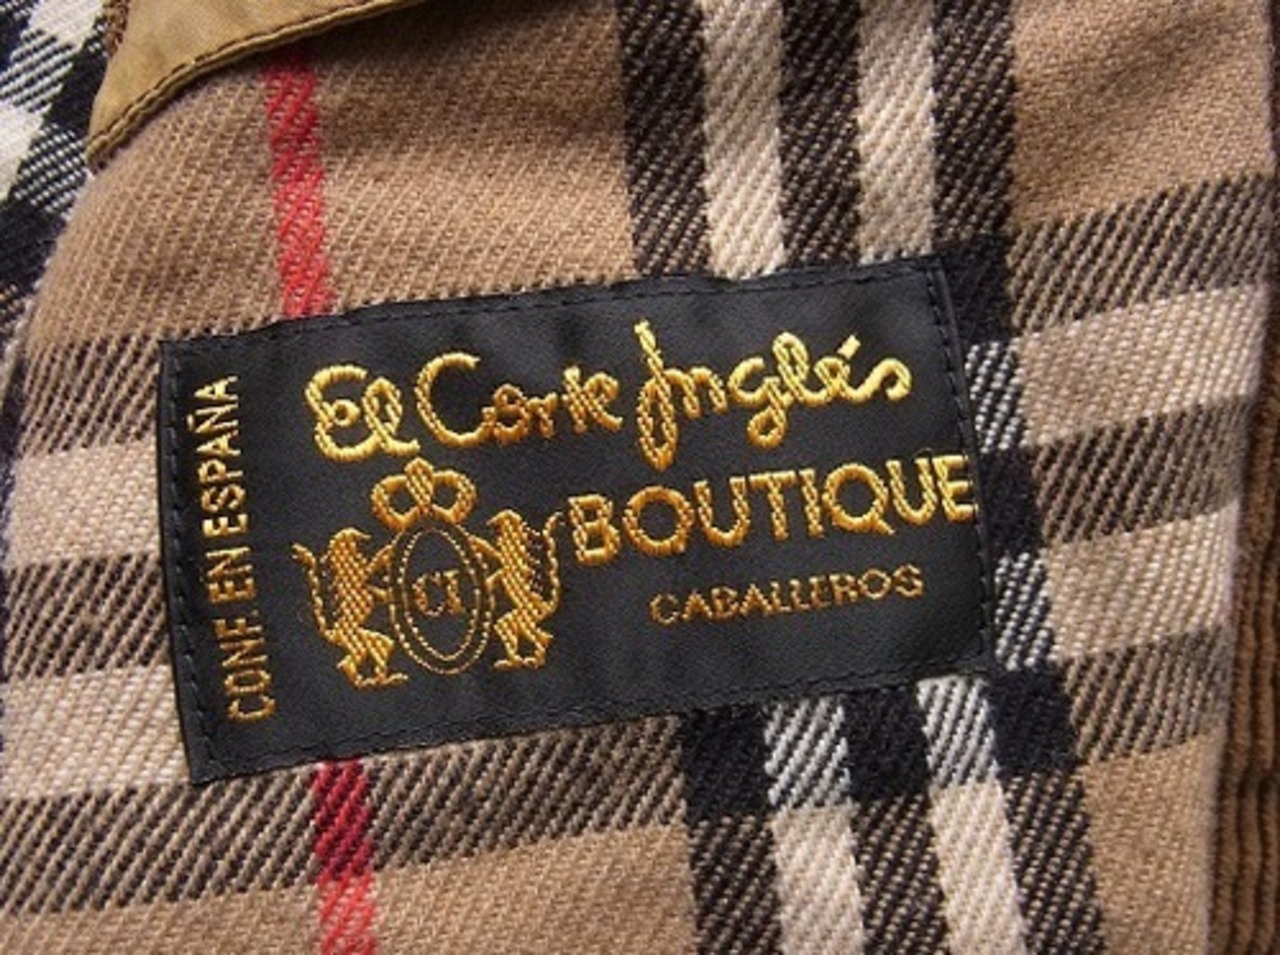 El Corte Inglés
BOUTIQUE
CABALLEROS
CI
CONF. EN ESPAÑA